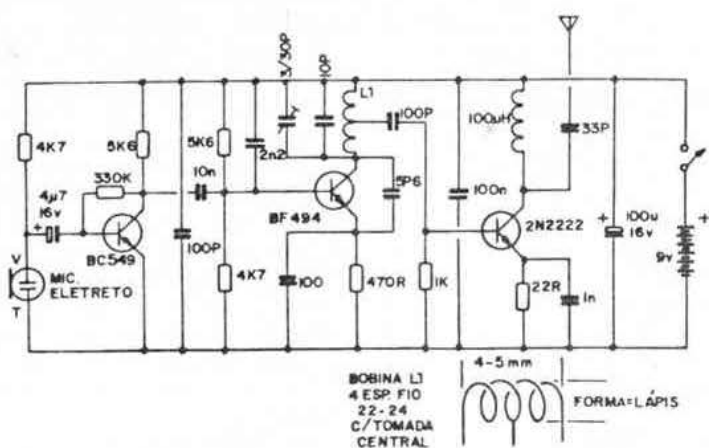 3/30P
10P
L1
100P
100µH
33P
4K7
5K6
5K6
2n2
330K
10n
4µ7
16v
+
BF 494
5P6
100n
2N2222
+
100u
16v
+
9v
BC549
100P
V
MIC.
ELETRETO
T
4K7
100
470R
1K
22R
1n
BOBINA L1
4 ESP. FIO
22-24
C/TOMADA
CENTRAL
4-5mm
FORMA=LÁPIS